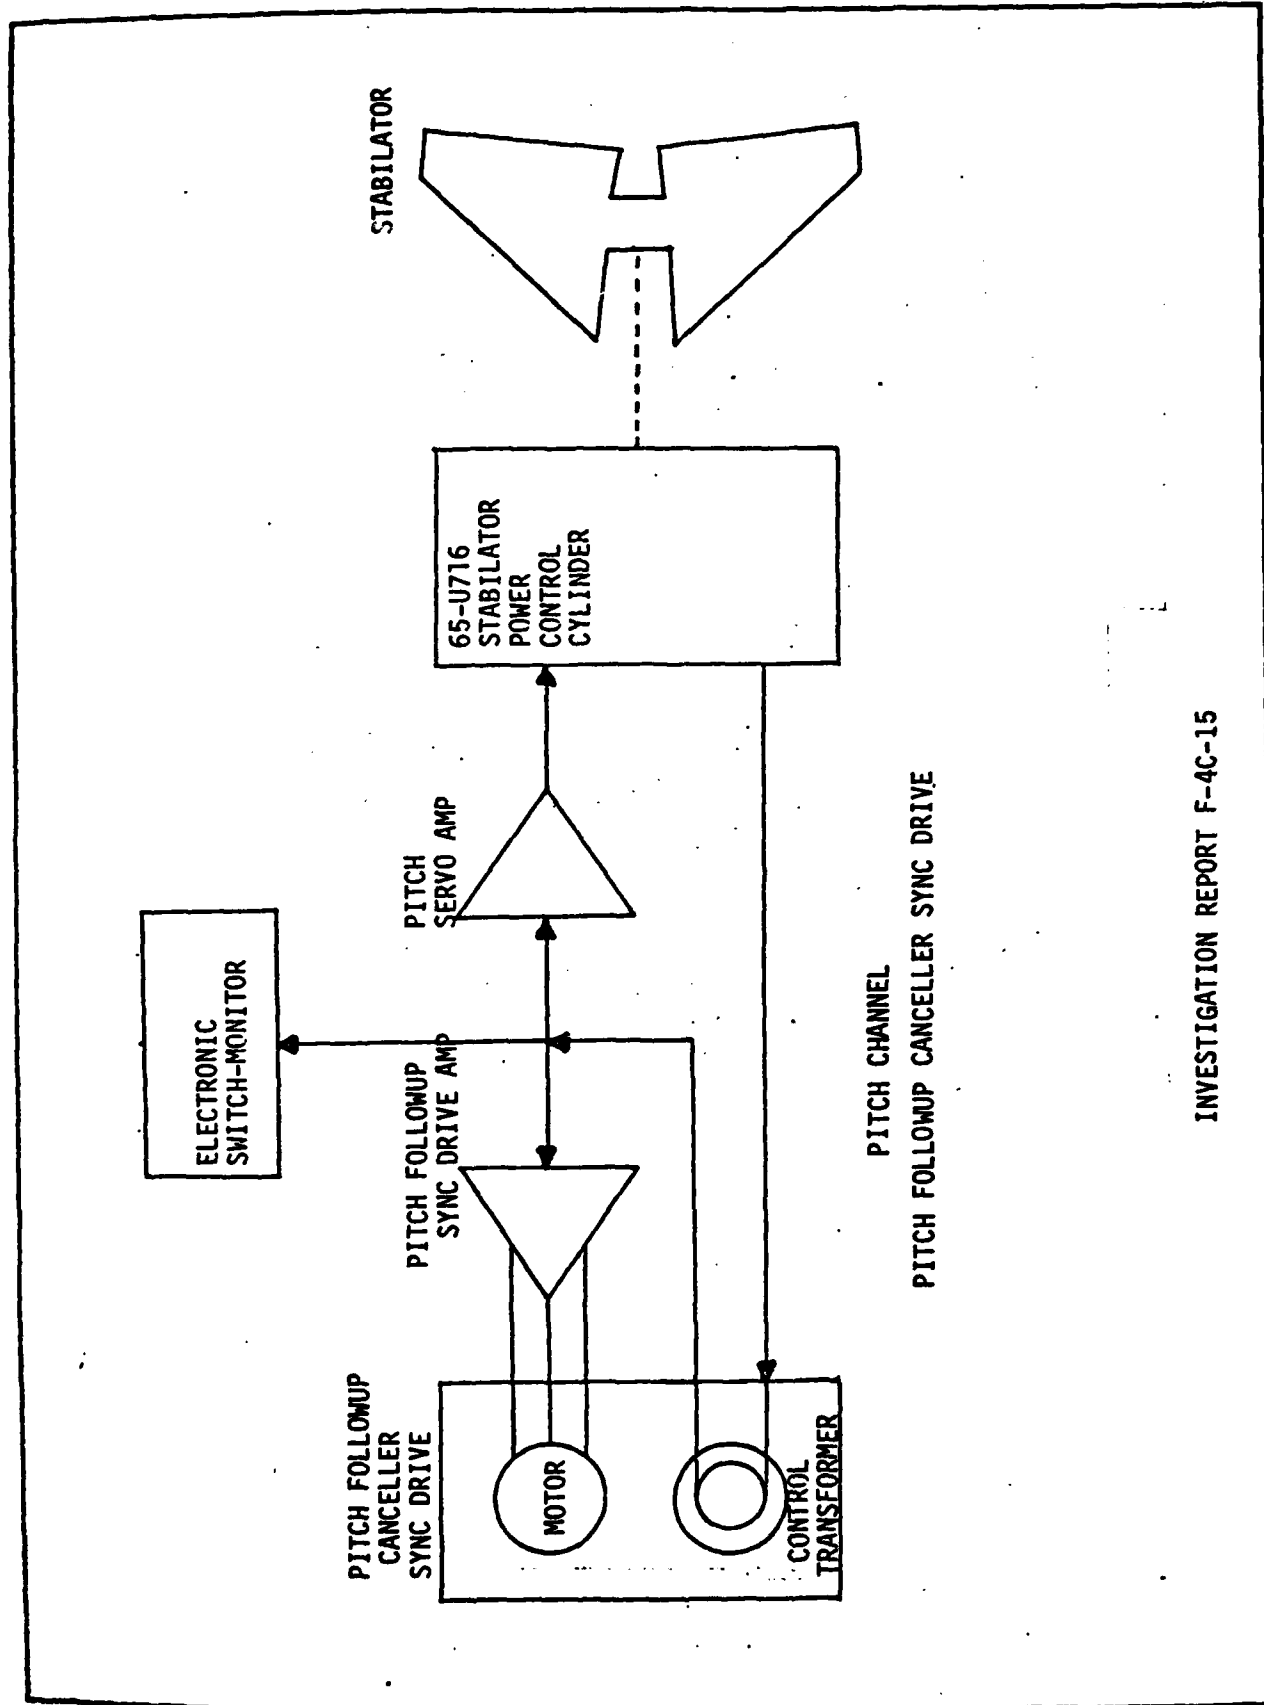 ELECTRONIC
SWITCH-MONITOR
PITCH FOLLOWUP
CANCELLER
SYNC DRIVE
PITCH FOLLOWUP
SYNC DRIVE AMP
PITCH
SERVO AMP
65-U716
STABILATOR
POWER
CONTROL
CYLINDER
STABILATOR
MOTOR
CONTROL
TRANSFORMER
PITCH CHANNEL
PITCH FOLLOWUP CANCELLER SYNC DRIVE
INVESTIGATION REPORT F-4C-15